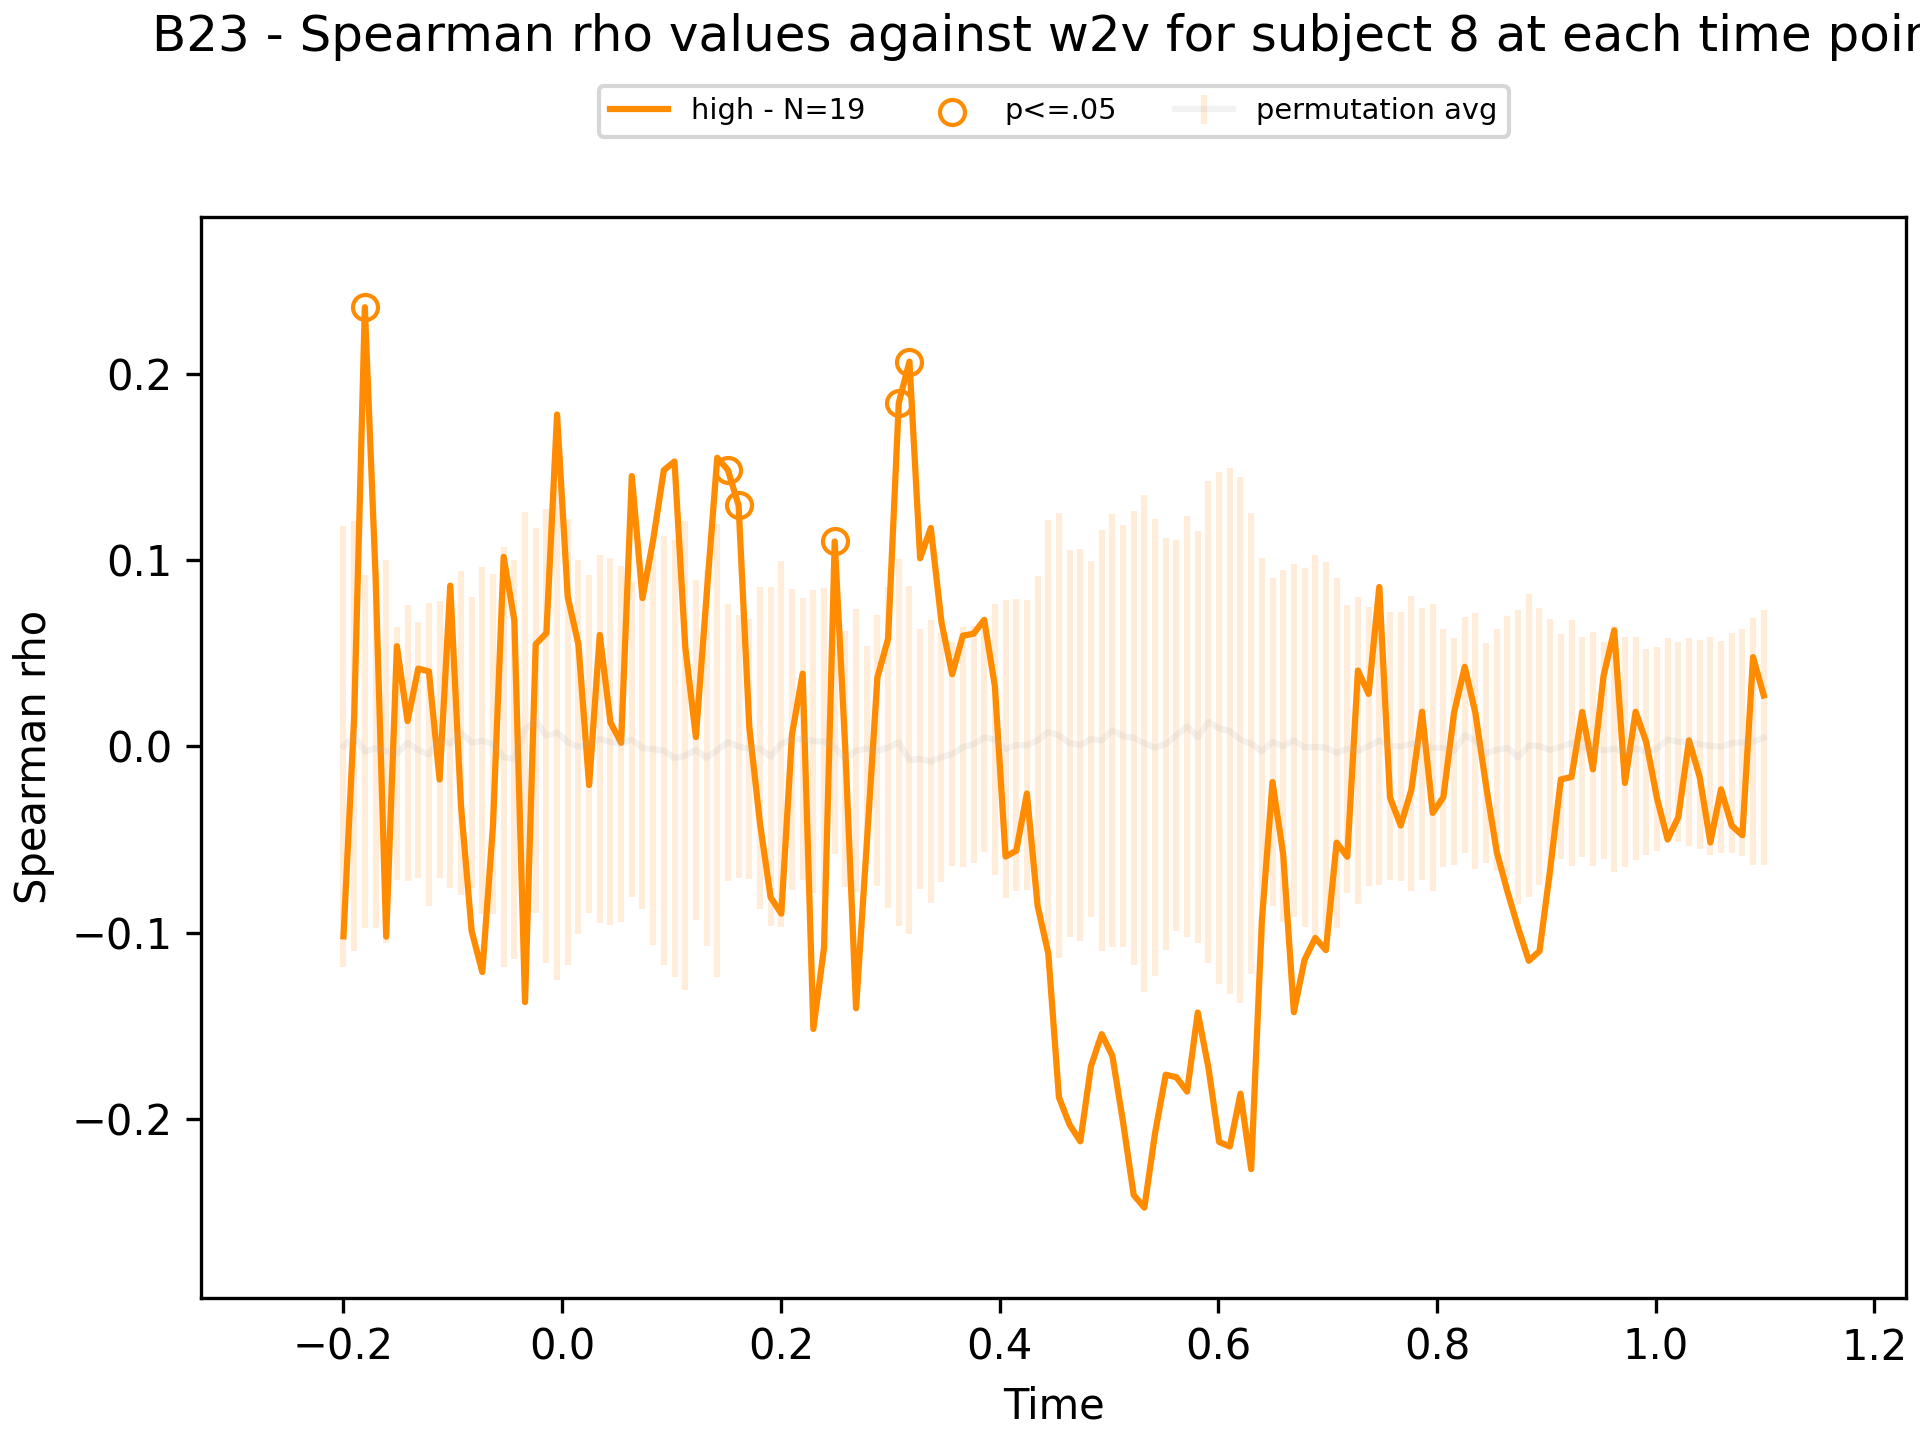 B23 - Spearman rho values against w2v for subject 8 at each time
high - N=19 p<=.05 permutation avg
Spearman rho
0.2
0.1
0.0
−0.1
−0.2
−0.2 0.0 0.2 0.4 0.6 0.8 1.0 1.2
Time